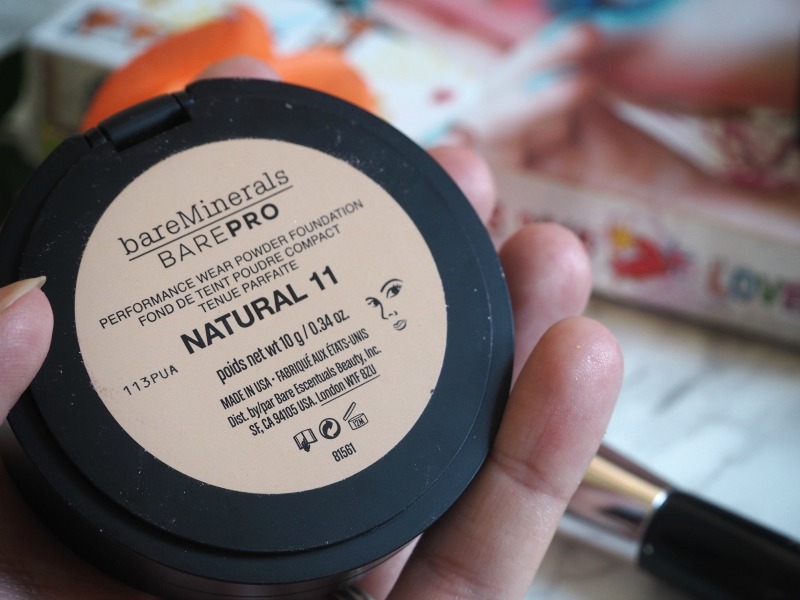 bareMinerals
BAREPRO
PERFORMANCE WEAR POWDER FOUNDATION
FOND DE TEINT POUDRE COMPACT
TENUE PARFAITE
NATURAL 11
113PUA
poids net wt 10 g / 0.34 oz.
MADE IN USA • FABRIQUÉ AUX ÉTATS-UNIS
Dist. by/par Bare Escentuals Beauty, Inc.
SF, CA 94105 USA. London W1F 9ZU
12M
81561
LOVE